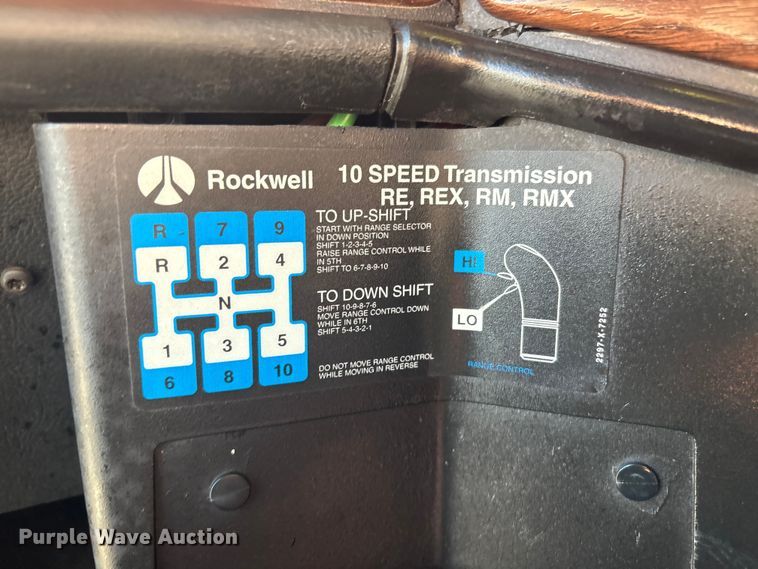 Rockwell
10 SPEED Transmission
RE, REX, RM, RMX
R 7 9
R 2 4
N
1 3 5
6 8 10
TO UP-SHIFT
START WITH RANGE SELECTOR
IN DOWN POSITION
SHIFT 1-2-3-4-5
RAISE RANGE CONTROL WHILE
IN 5TH
SHIFT TO 6-7-8-9-10
TO DOWN SHIFT
SHIFT 10-9-8-7-6
MOVE RANGE CONTROL DOWN
WHILE IN 6TH
SHIFT 5-4-3-2-1
DO NOT MOVE RANGE CONTROL
WHILE MOVING IN REVERSE
HI
LO
RANGE CONTROL
2297-X-7252
Purple Wave Auction